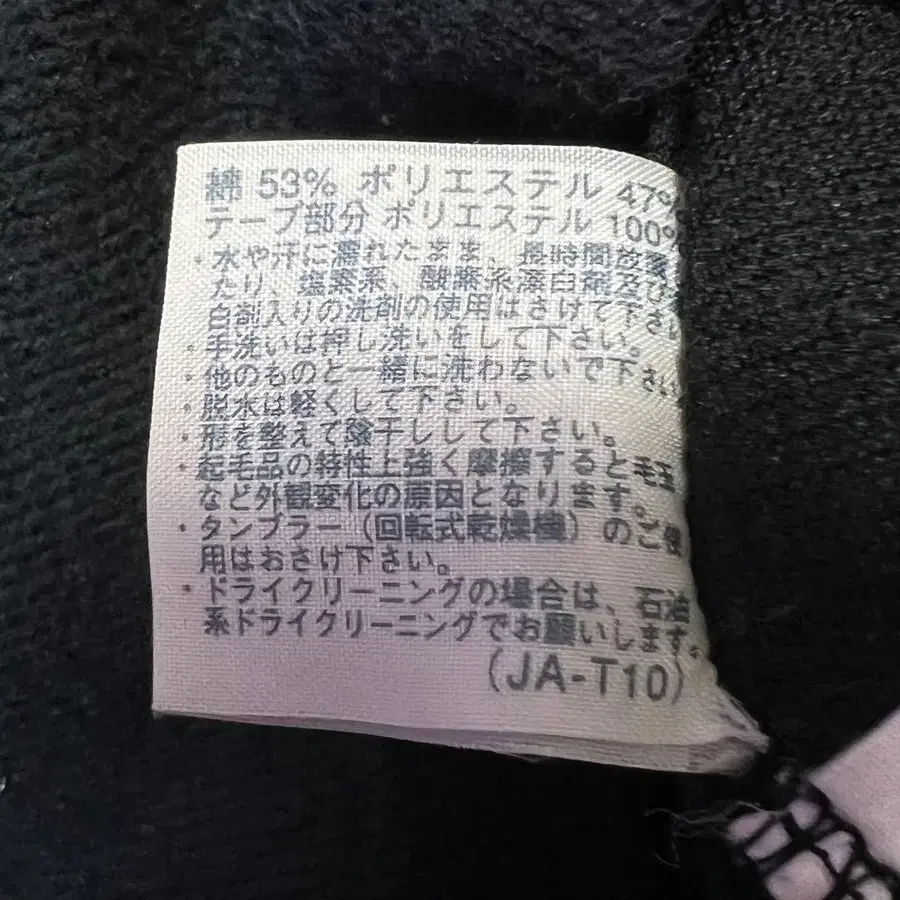 綿 53% ポリエステル 47%
テープ部分 ポリエステル 100%
・水や汗に濡れたまま、長時間放置し
たり、塩素系、酸素系漂白剤及び
白剤入りの洗剤の使用はさけて下さい
・手洗いは押し洗いをして下さい。
・他のものと一緒に洗わないで下さい
・脱水は軽くして下さい。
・形を整えて陰干しして下さい。
・起毛品の特性上強く摩擦すると毛玉
など外観変化の原因となります。
・タンブラー(回転式乾燥機)のご使
用はおさけ下さい。
・ドライクリーニングの場合は、石油
系ドライクリーニングでお願いします。
(JA-T10)